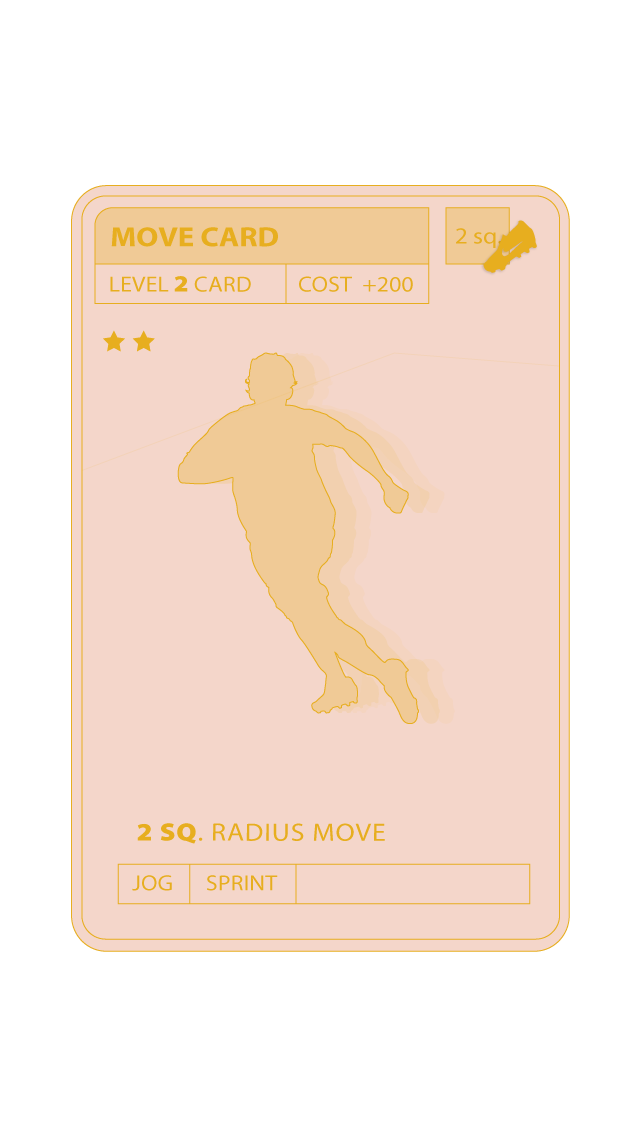 MOVE CARD
2 sq.
LEVEL 2 CARD
COST +200
2 SQ. RADIUS MOVE
JOG
SPRINT